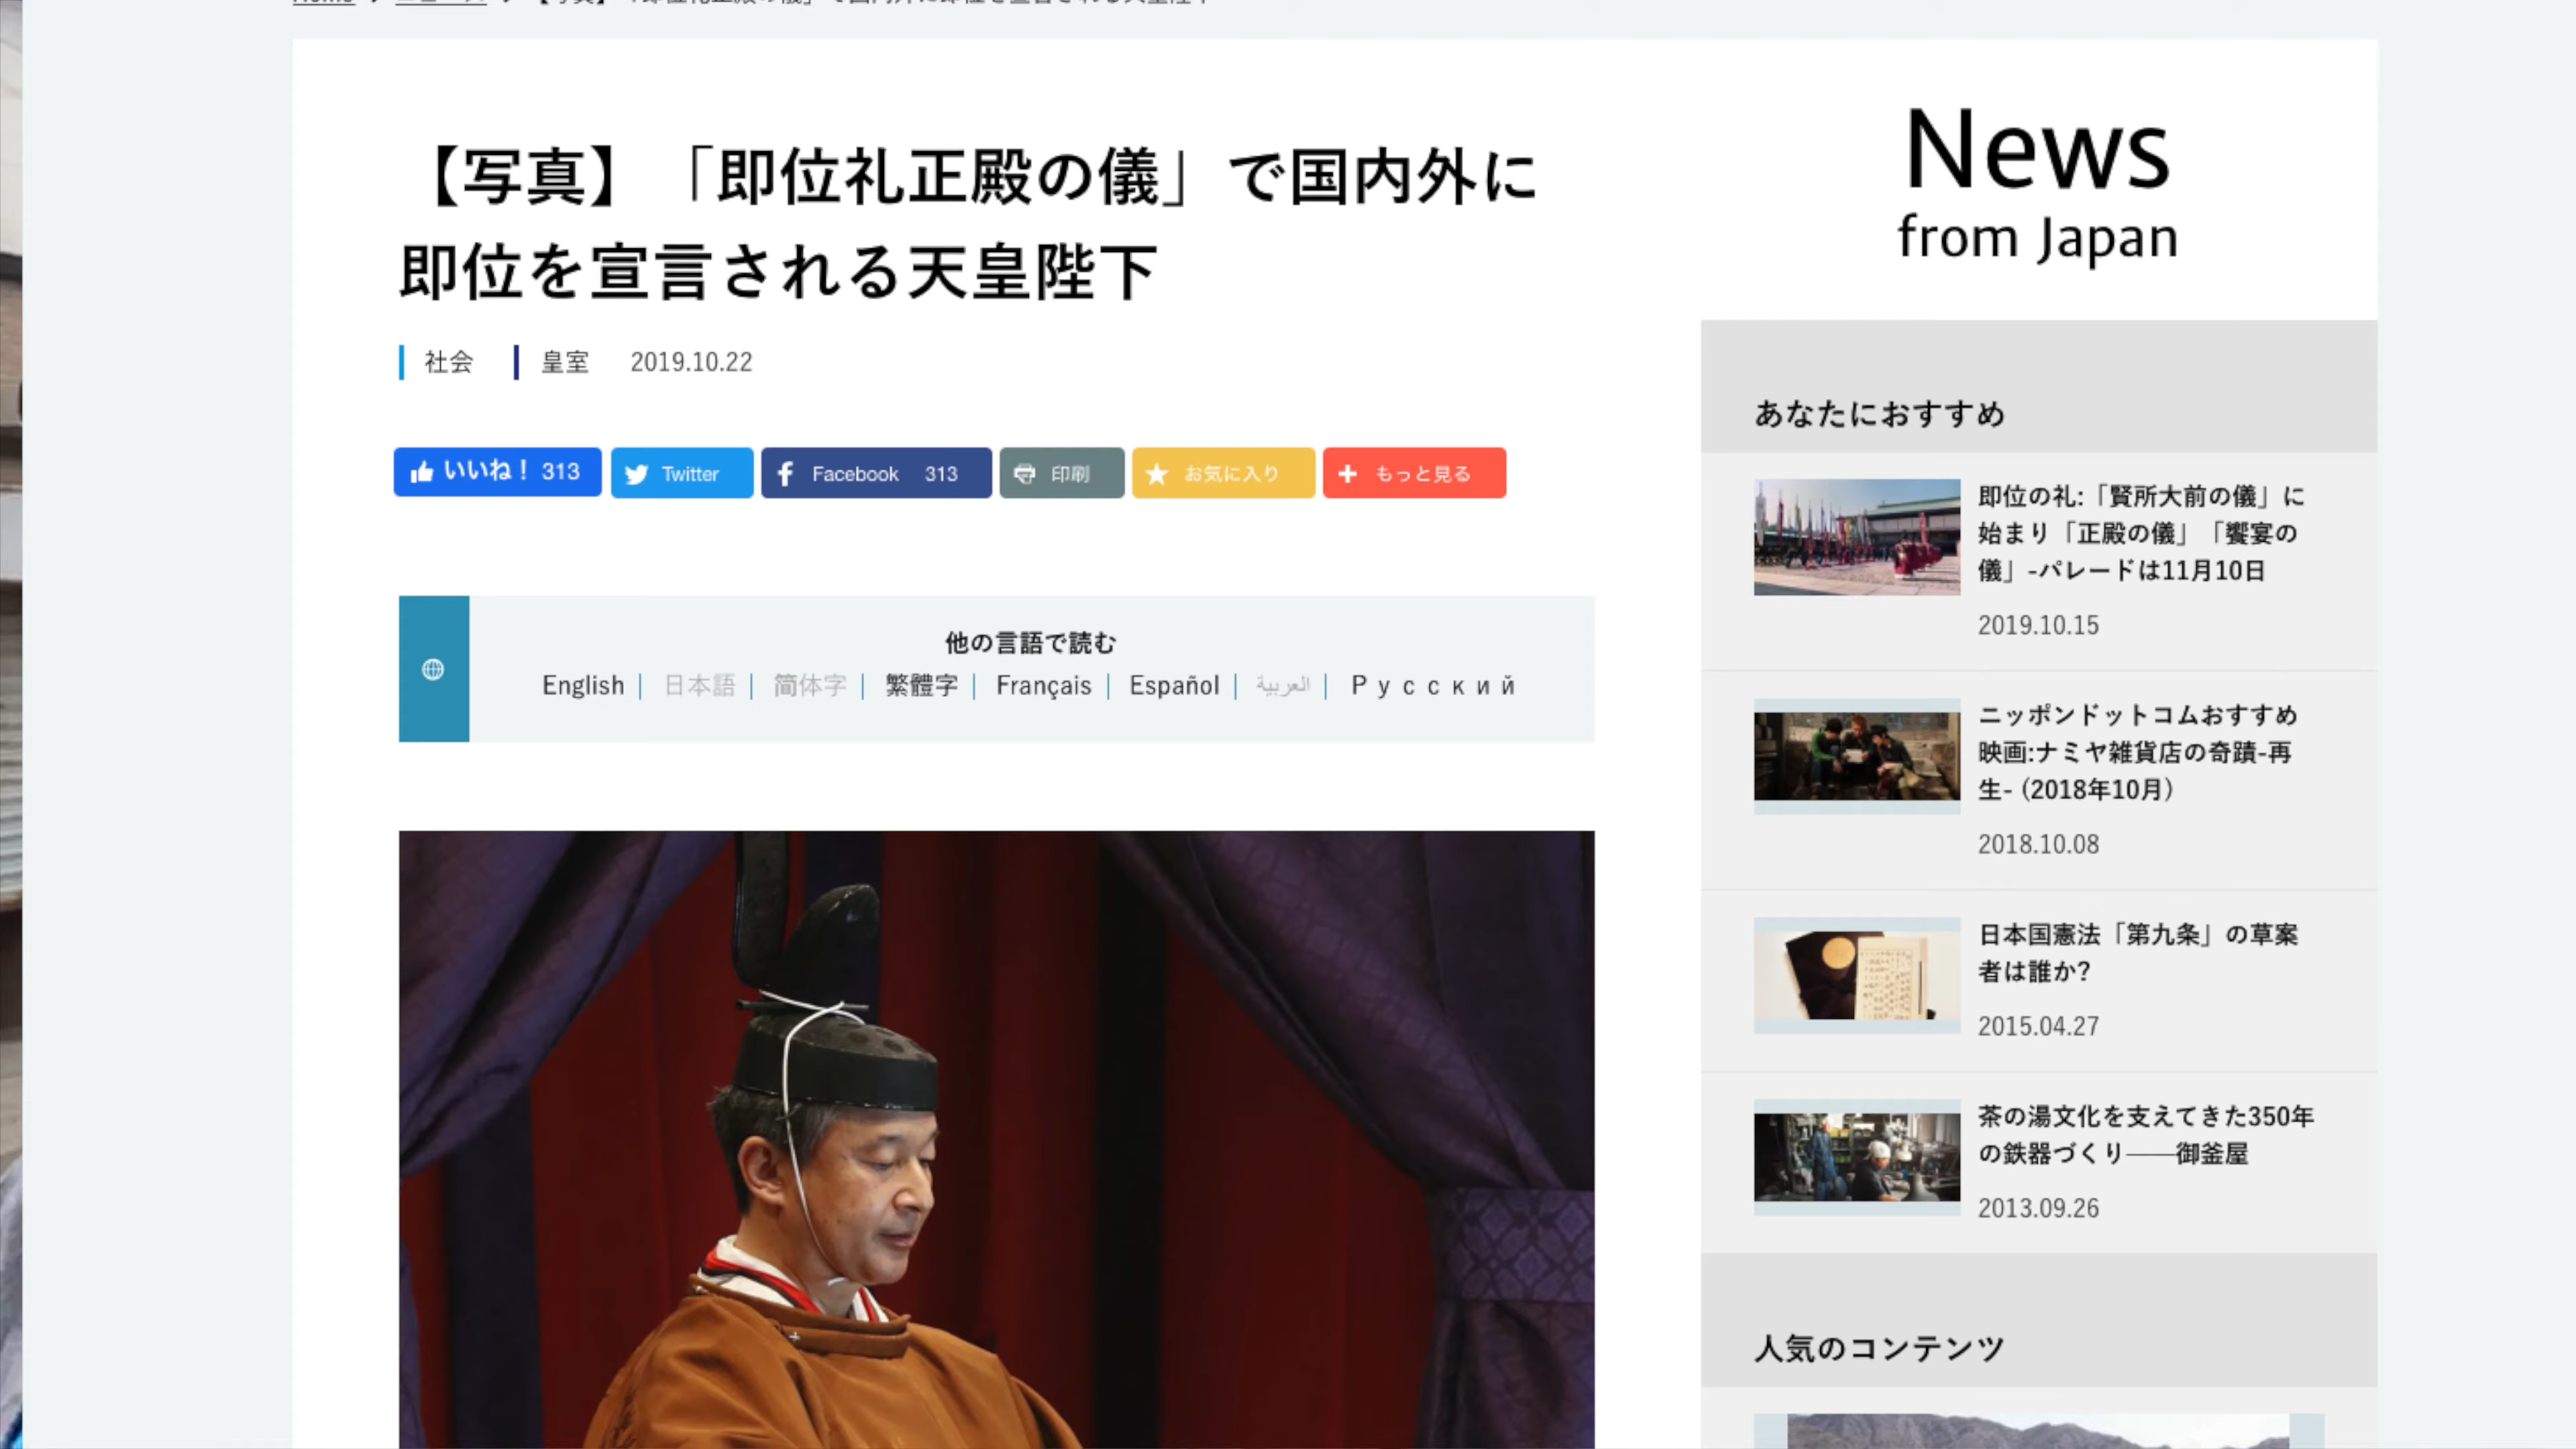 【写真】「即位礼正殿の儀」で国内外に
即位を宣言される天皇陛下
社会 皇室 2019.10.22
いいね！ 313 Twitter Facebook 313 印刷 お気に入り もっと見る
他の言語で読む
English 日本語 简体字 繁體字 Français Español العربية Русский
News
from Japan
あなたにおすすめ
即位の礼:「賢所大前の儀」に
始まり「正殿の儀」「饗宴の
儀」-パレードは11月10日
2019.10.15
ニッポンドットコムおすすめ
映画:ナミヤ雑貨店の奇蹟-再
生- (2018年10月)
2018.10.08
日本国憲法「第九条」の草案
者は誰か?
2015.04.27
茶の湯文化を支えてきた350年
の鉄器づくり——御釜屋
2013.09.26
人気のコンテンツ